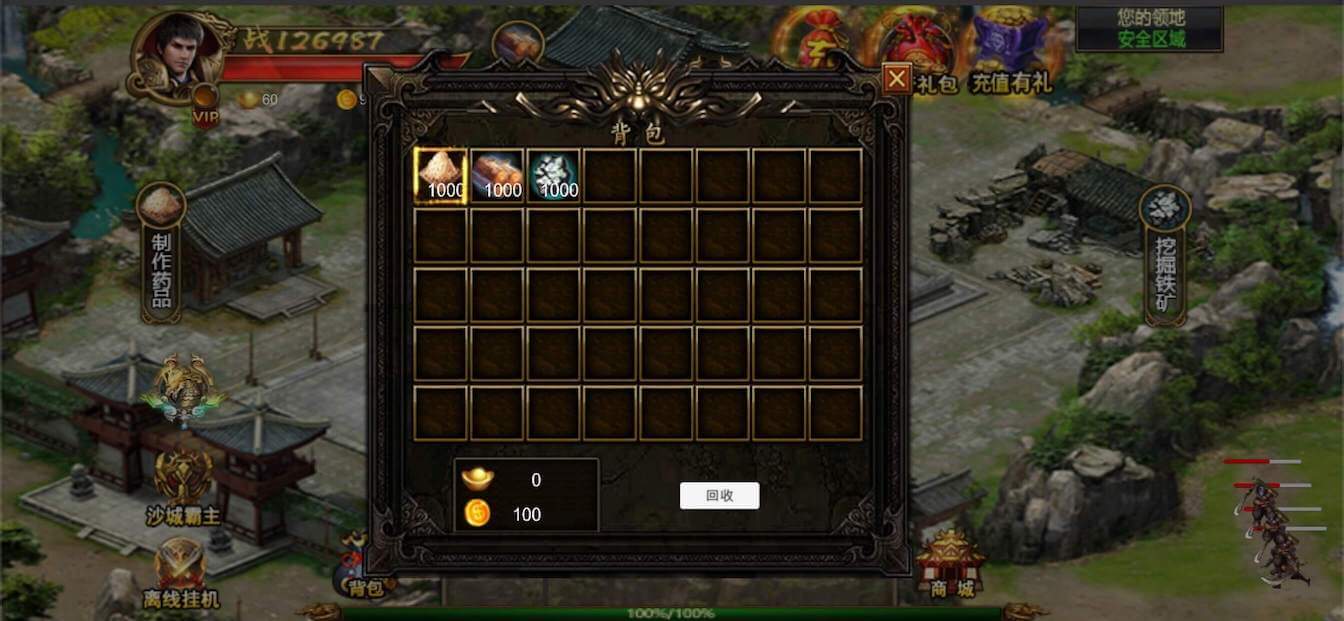 战126987
您的领地
安全区域
60
9
VIP
礼包
充值有礼
背包
1000
1000
1000
制作药品
挖掘铁矿
0
100
回收
沙城霸主
离线挂机
背包
商城
100%/100%